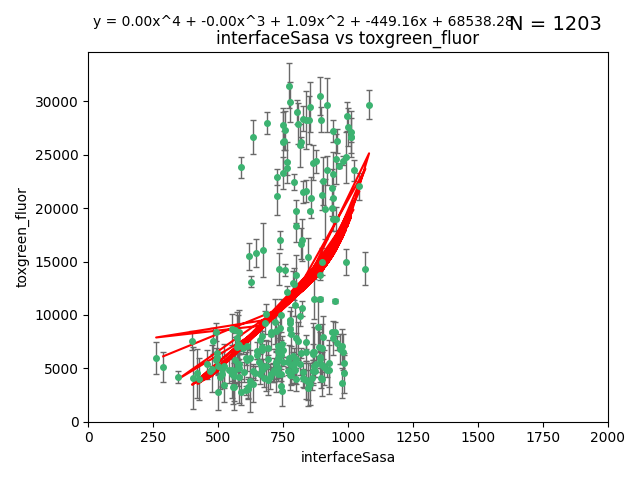 y = 0.00x^4 + -0.00x^3 + 1.09x^2 + -449.16x + 68538.28
N = 1203
interfaceSasa vs toxgreen_fluor
30000
25000
20000
15000
10000
5000
0
toxgreen_fluor
0 250 500 750 1000 1250 1500 1750 2000
interfaceSasa